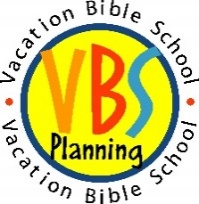 Vacation Bible School
VBS
Planning
Vacation Bible School